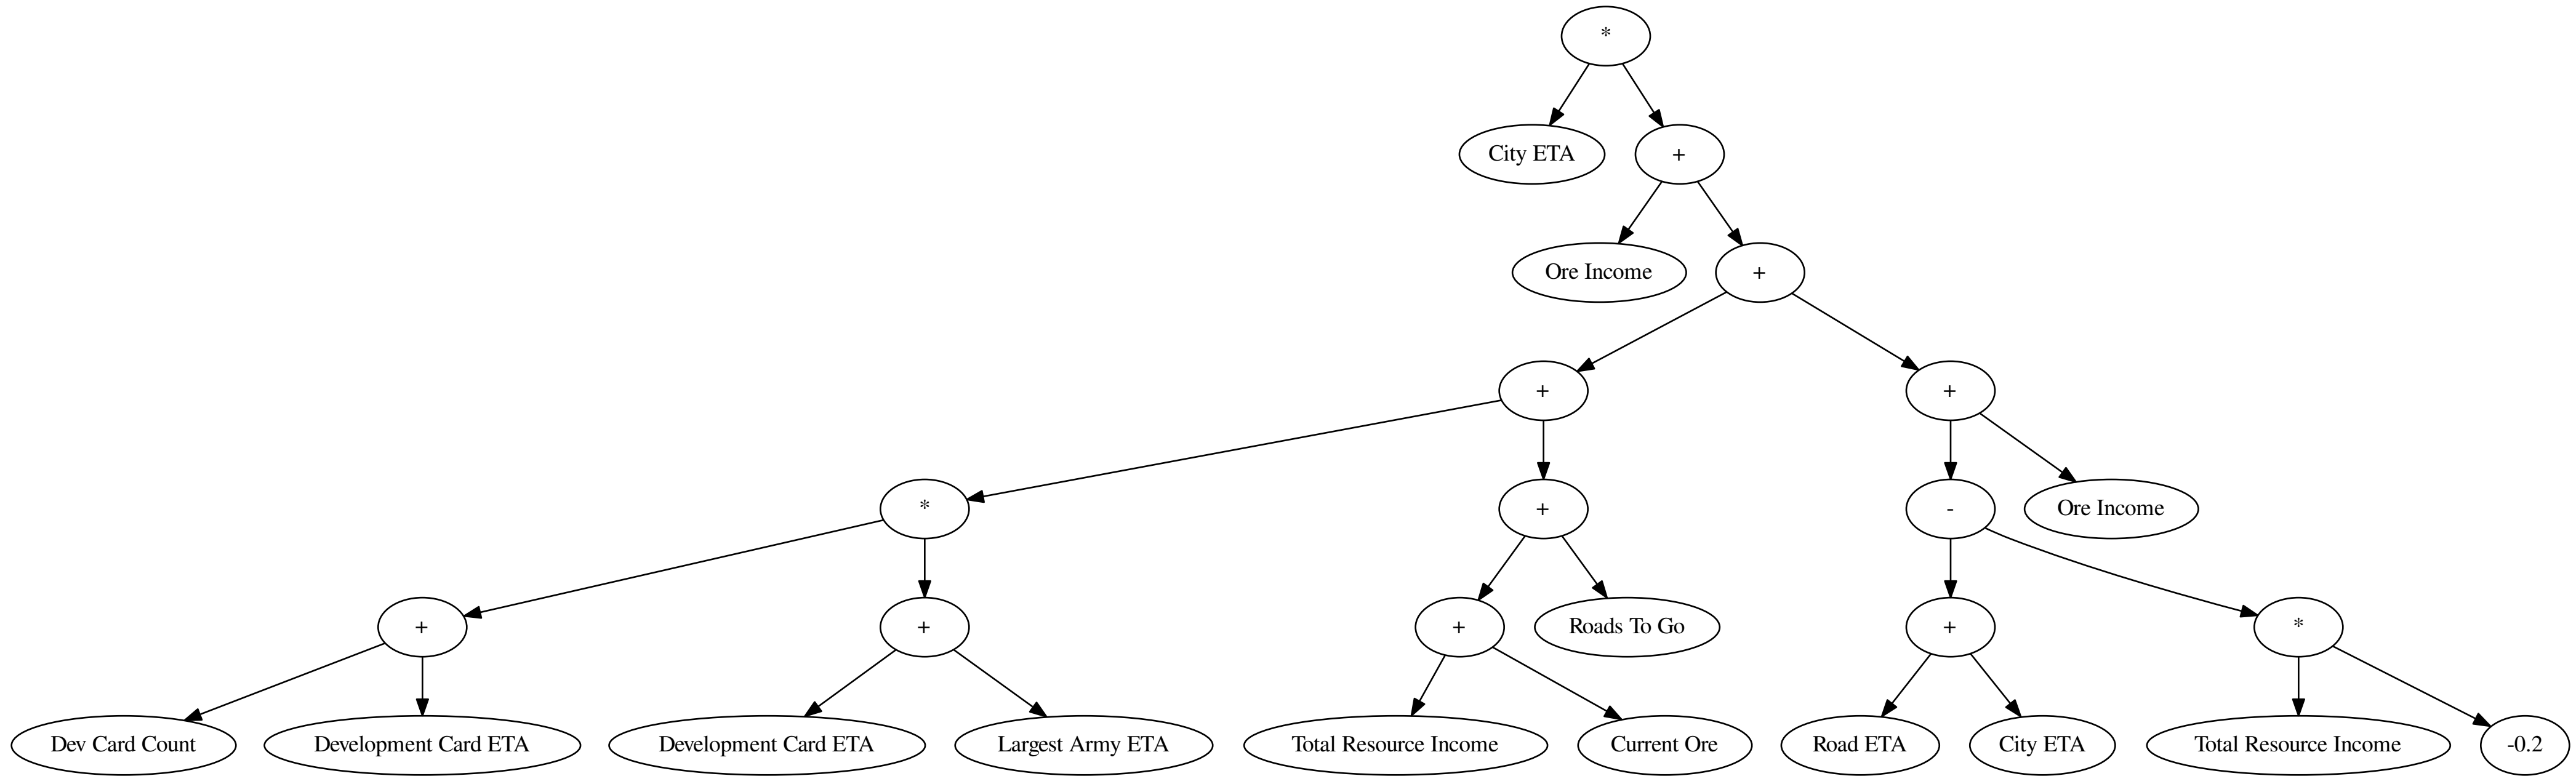 *
City ETA
+
Ore Income
+
+
+
*
+
-
Ore Income
+
+
+
Roads To Go
+
*
Dev Card Count
Development Card ETA
Development Card ETA
Largest Army ETA
Total Resource Income
Current Ore
Road ETA
City ETA
Total Resource Income
-0.2